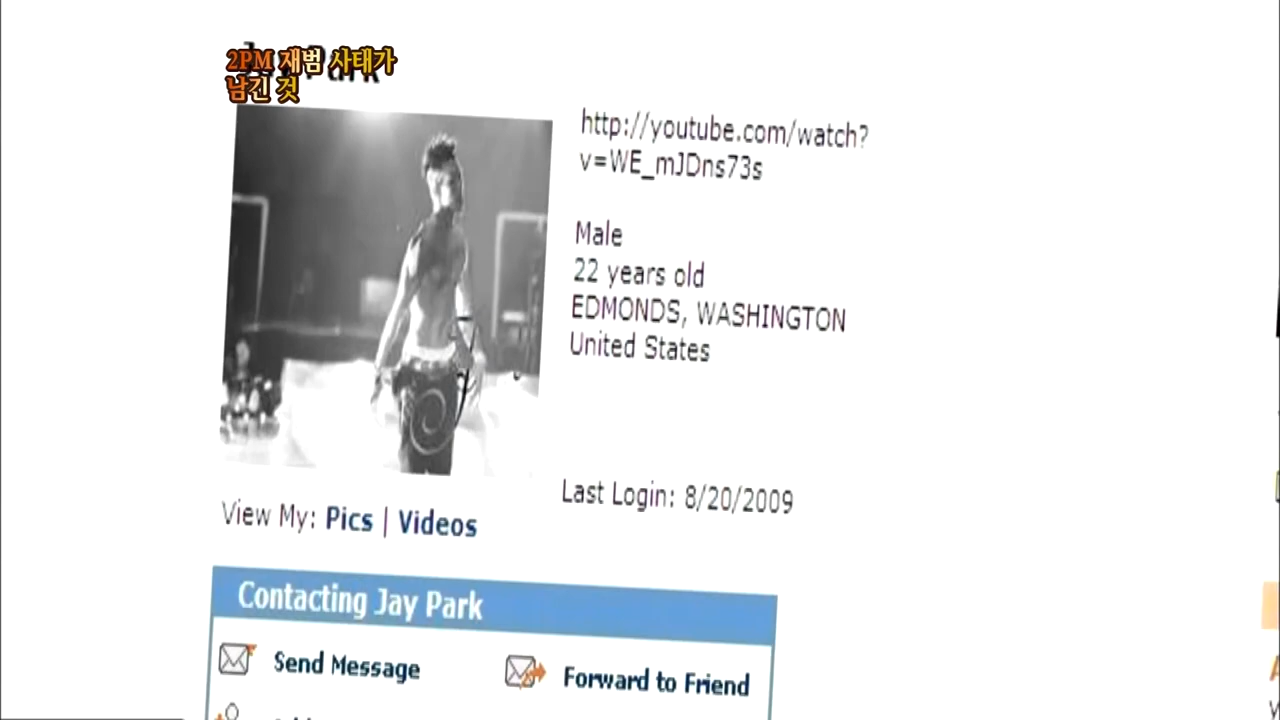 2PM 재범 사태가
남긴 것
http://youtube.com/watch?
v=WE_mJDns73s
Male
22 years old
EDMONDS, WASHINGTON
United States
Last Login: 8/20/2009
View My: Pics | Videos
Contacting Jay Park
Send Message
Forward to Friend